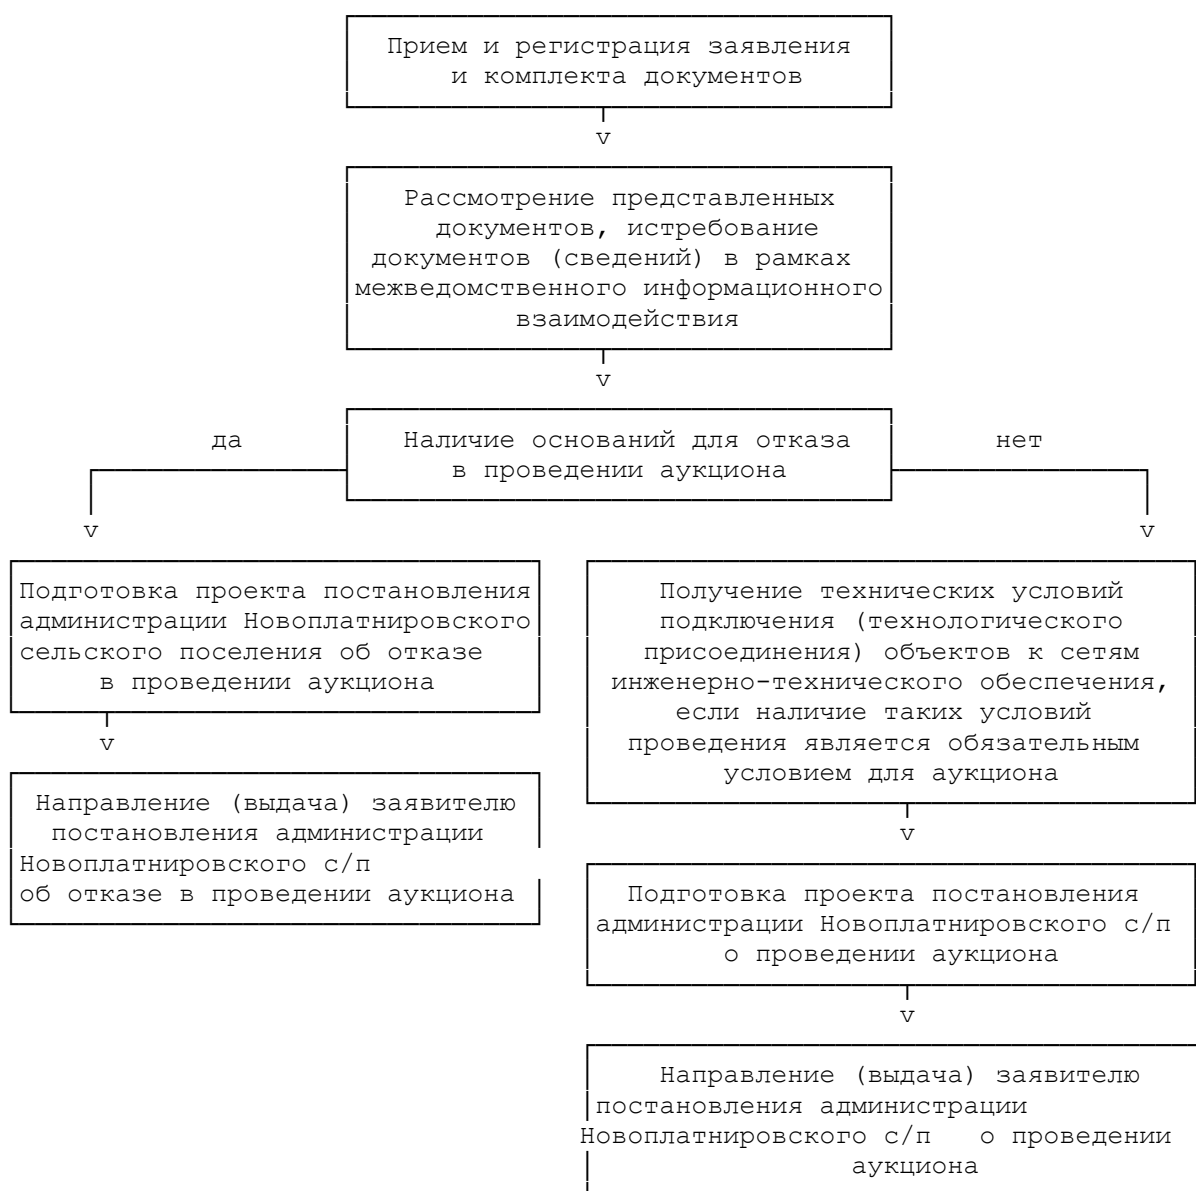 Прием и регистрация заявления
и комплекта документов
v
Рассмотрение представленных
документов, истребование
документов (сведений) в рамках
межведомственного информационного
взаимодействия
v
да
Наличие оснований для отказа
в проведении аукциона
нет
v
v
Подготовка проекта постановления
администрации Новоплатнировского
сельского поселения об отказе
в проведении аукциона
v
Направление (выдача) заявителю
постановления администрации
Новоплатнировского с/п
об отказе в проведении аукциона
Получение технических условий
подключения (технологического
присоединения) объектов к сетям
инженерно-технического обеспечения,
если наличие таких условий
проведения является обязательным
условием для аукциона
v
Подготовка проекта постановления
администрации Новоплатнировского с/п
о проведении аукциона
v
Направление (выдача) заявителю
постановления администрации
Новоплатнировского с/п о проведении
аукциона